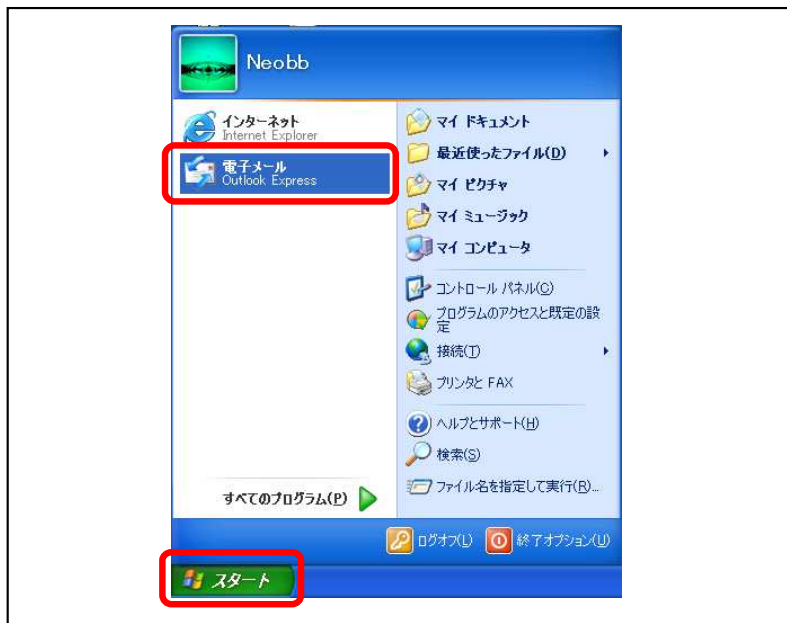 Neobb
インターネット
Internet Explorer
電子メール
Outlook Express
すべてのプログラム(P)
マイ ドキュメント
最近使ったファイル(D)
マイ ピクチャ
マイ ミュージック
マイ コンピュータ
コントロール パネル(C)
プログラムのアクセスと既定の設
定
接続(T)
プリンタと FAX
ヘルプとサポート(H)
検索(S)
ファイル名を指定して実行(R)...
ログオフ(L)
終了オプション(U)
スタート